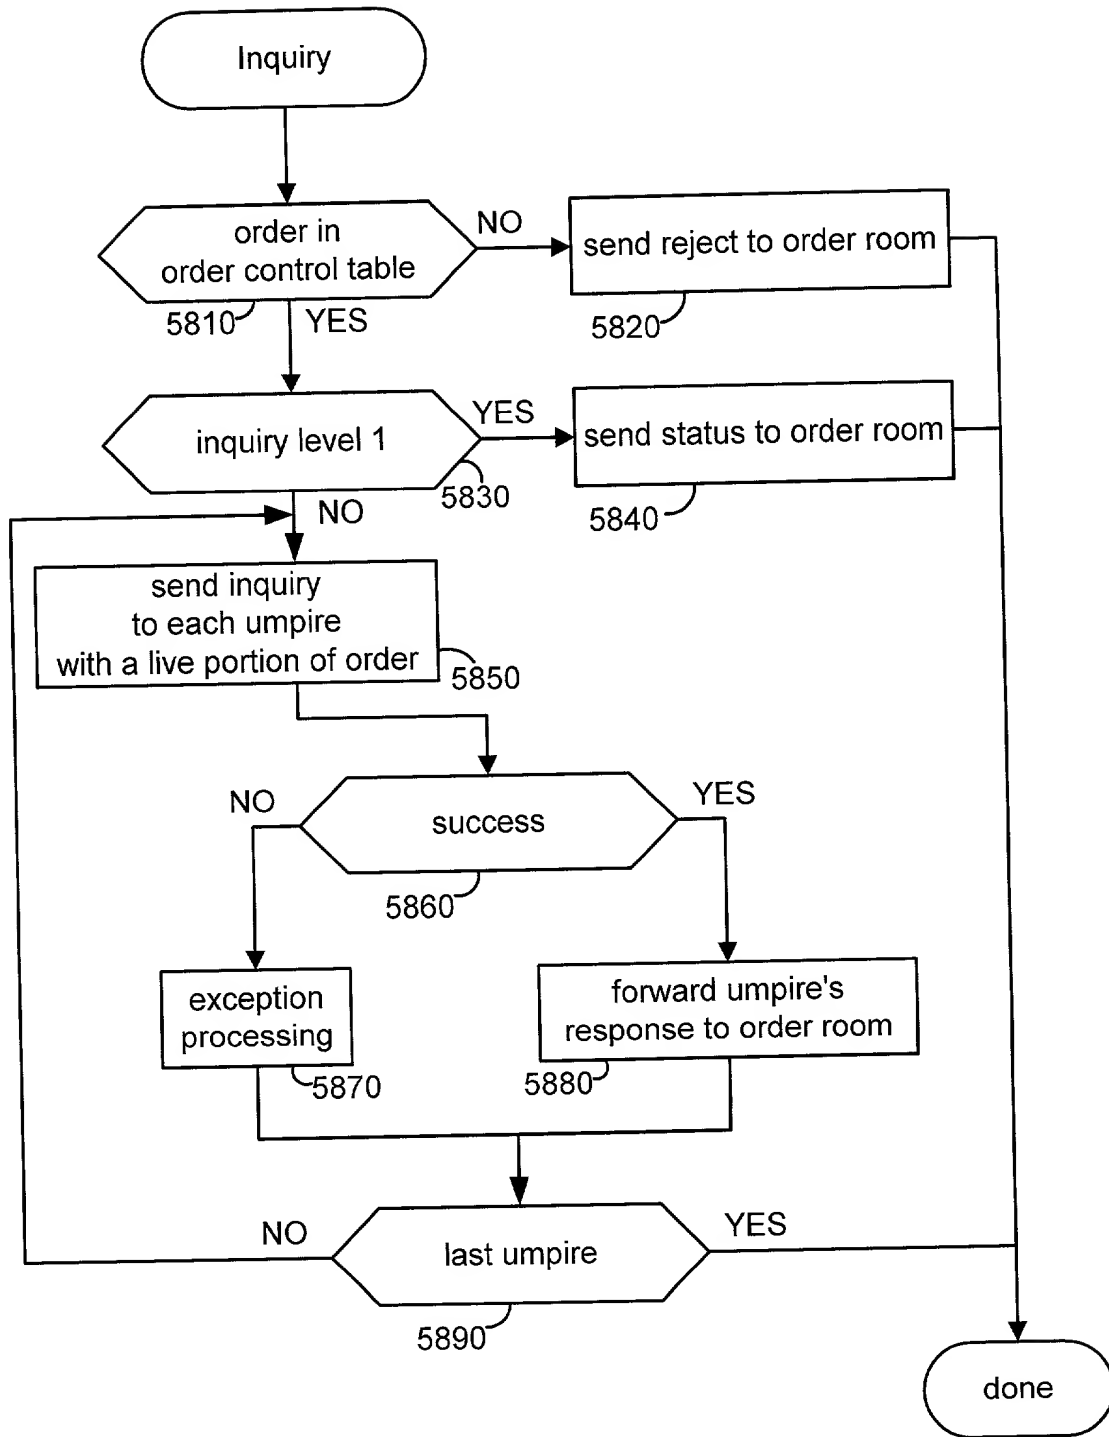 Inquiry
order in
order control table
NO
send reject to order room
5810
YES
5820
inquiry level 1
YES
send status to order room
5830
NO
5840
send inquiry
to each umpire
with a live portion of order
5850
NO
success
YES
5860
exception
processing
forward umpire's
response to order room
5870
5880
NO
last umpire
YES
5890
done